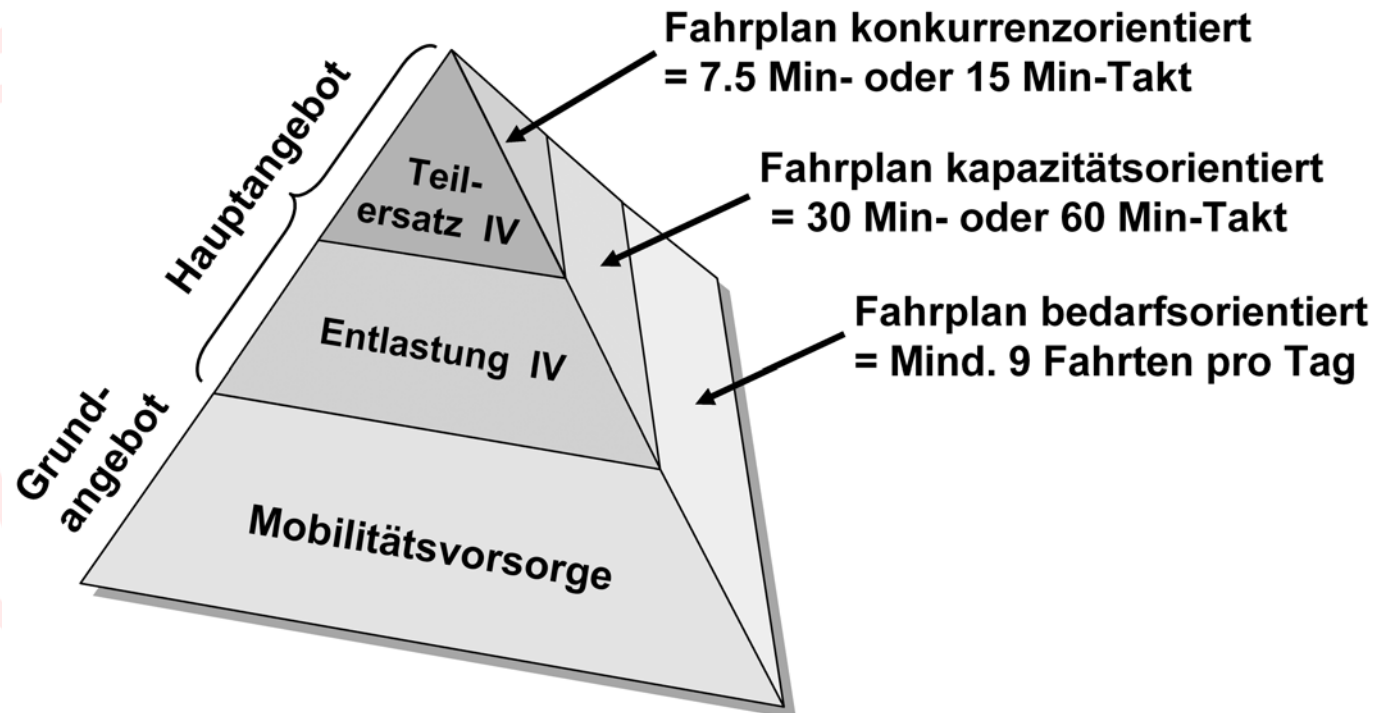 Fahrplan konkurrenzorientiert
= 7.5 Min- oder 15 Min-Takt
Fahrplan kapazitätsorientiert
= 30 Min- oder 60 Min-Takt
Fahrplan bedarfsorientiert
= Mind. 9 Fahrten pro Tag
Hauptangebot
Teil-
ersatz IV
Entlastung IV
Grund-
angebot
Mobilitätsvorsorge